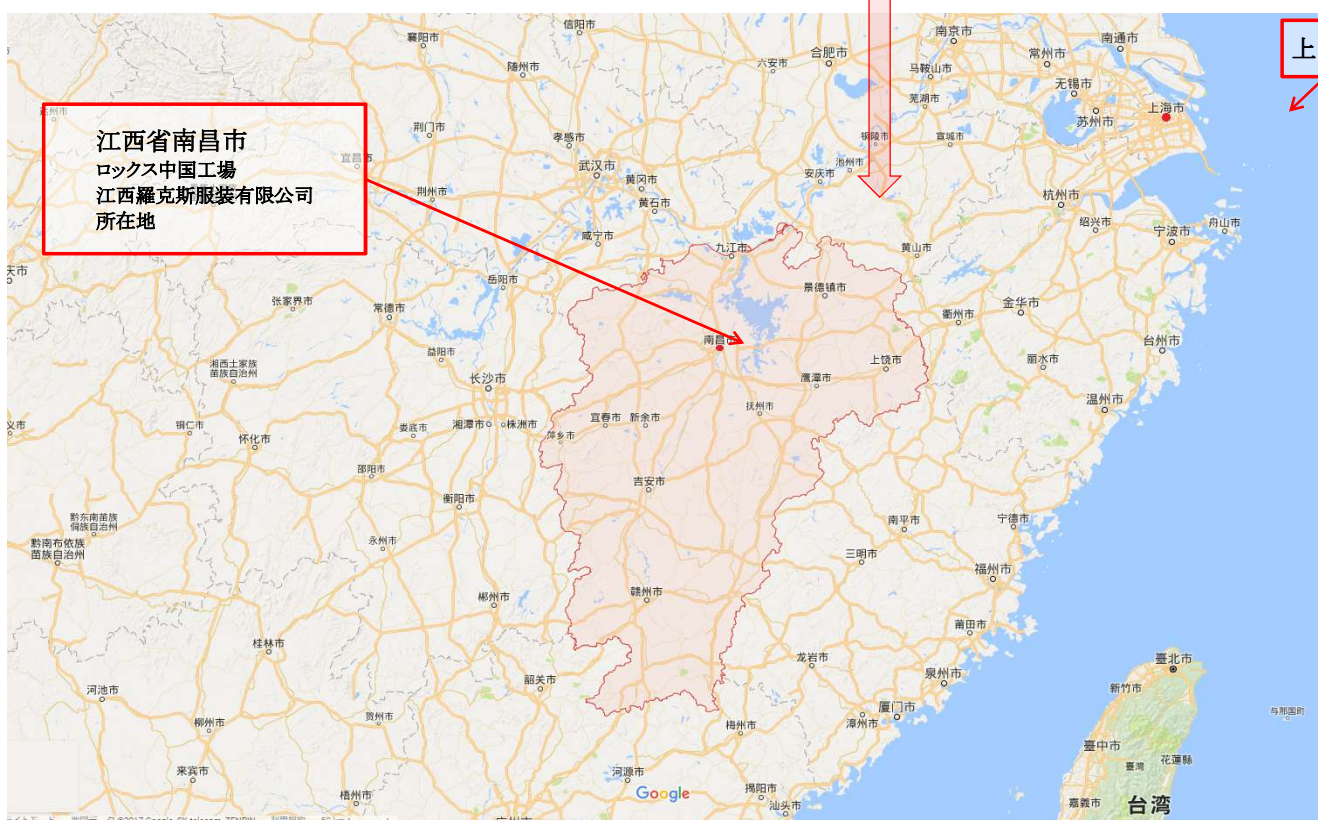 上
江西省南昌市
ロックス中国工場
江西羅克斯服装有限公司
所在地
信阳市
襄阳市
南京市
南通市
合肥市
常州市
随州市
六安市
马鞍山市
无锡市
芜湖市
上海市
苏州市
荆门市
孝感市
铜陵市
宣城市
武汉市
池州市
安庆市
黄冈市
荆州市
杭州市
黄石市
绍兴市
舟山市
宁波市
咸宁市
九江市
黄山市
岳阳市
景德镇市
张家界市
常德市
金华市
衢州市
南昌
台州市
益阳市
上饶市
丽水市
湘西土家族
苗族自治州
长沙市
鹰潭市
抚州市
温州市
宜春市
新余市
铜仁市
娄底市
湘潭市
株洲市
萍乡市
怀化市
邵阳市
吉安市
衡阳市
黔东南苗族
侗族自治州
南平市
宁德市
黔南布依族
苗族自治州
永州市
三明市
福州市
赣州市
郴州市
莆田市
桂林市
龙岩市
臺北市
韶关市
泉州市
新竹市
河池市
厦门市
与那国町
贺州市
柳州市
梅州市
漳州市
臺中市
花蓮縣
臺灣
来宾市
河源市
梧州市
Google
揭阳市
汕头市
嘉義市
台湾